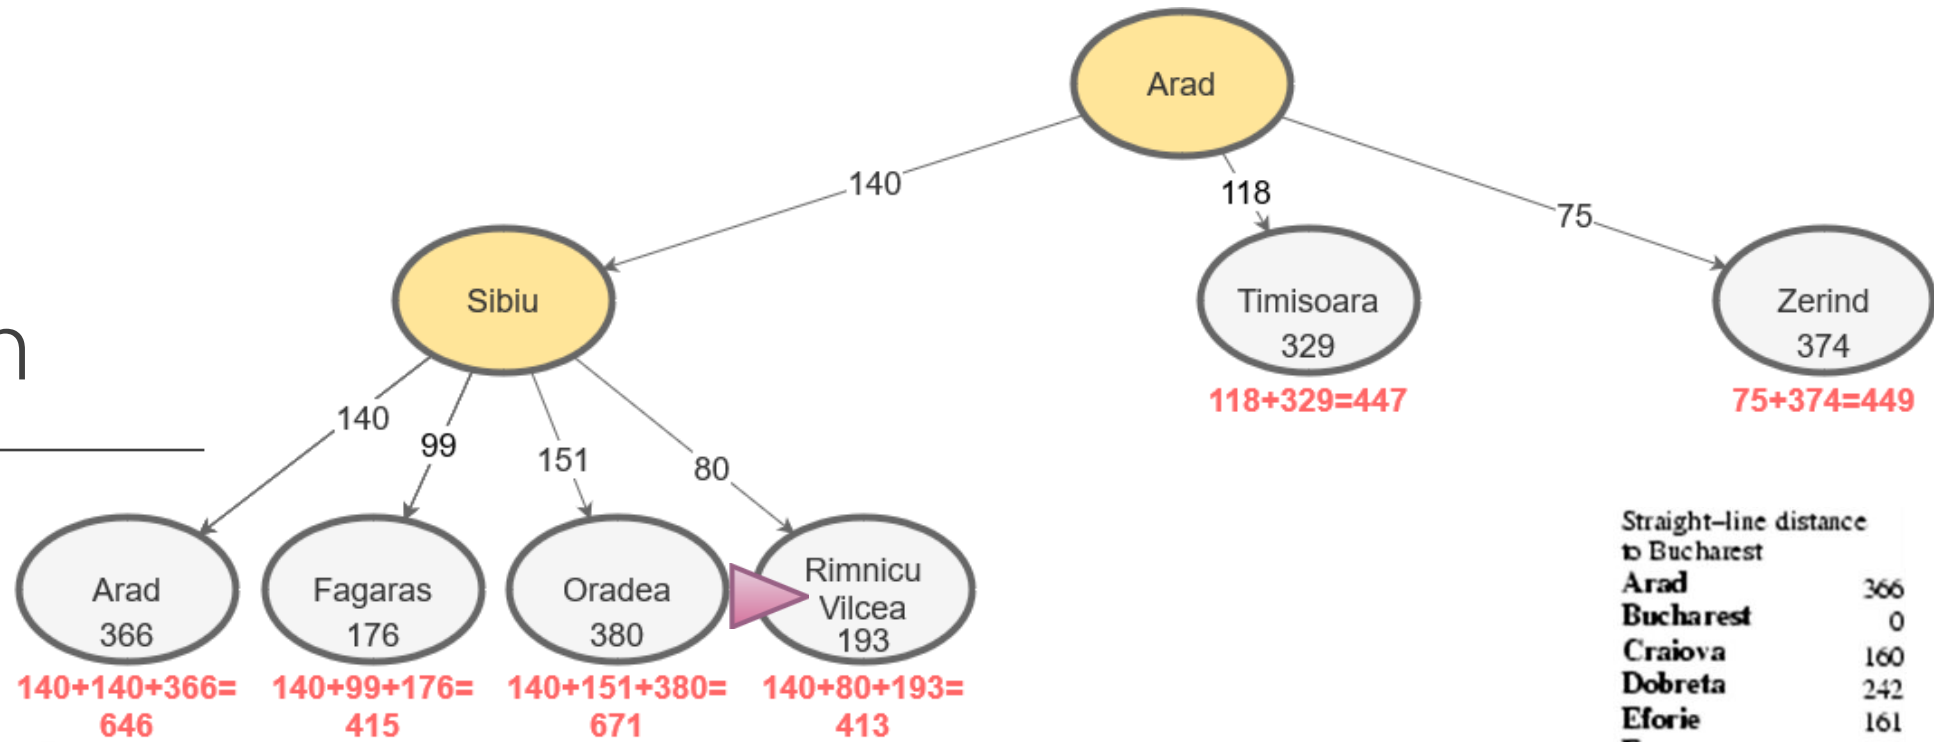 Arad
140
118
75
Sibiu
Timisoara
329
118+329=447
Zerind
374
75+374=449
n
140
99
151
80
Arad
366
140+140+366=
646
Fagaras
176
140+99+176=
415
Oradea
380
140+151+380=
671
Rimnicu
Vilcea
193
140+80+193=
413
Straight-line distance
to Bucharest
Arad 366
Bucharest 0
Craiova 160
Dobreta 242
Eforie 161